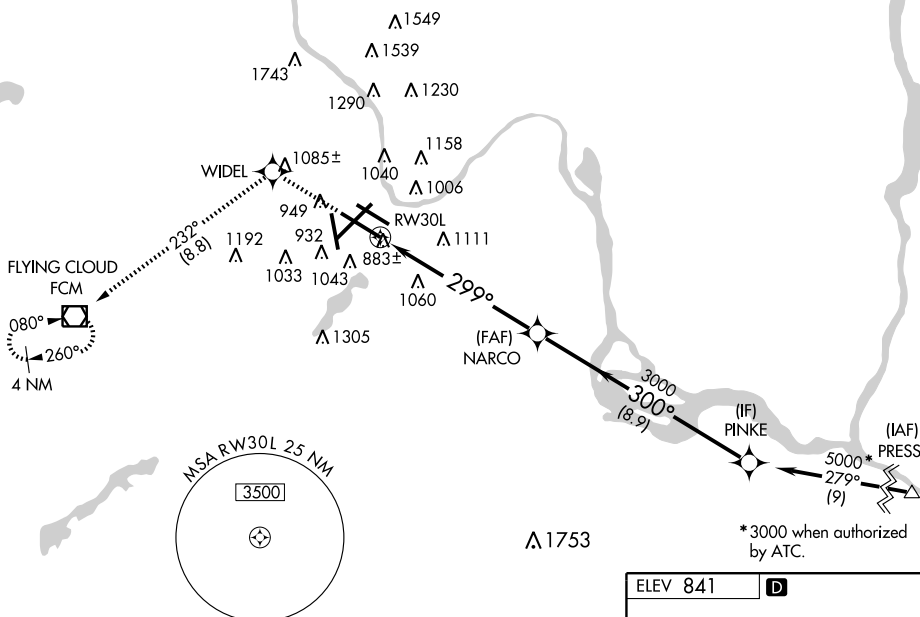 1549
1539
1743
1290
1230
1158
1040
1006
WIDEL
1085±
949
RW30L
232°
(8.8)
1192
1033
932
1043
883±
1111
1060
299°
FLYING CLOUD
FCM
080°
260°
4 NM
1305
(FAF)
NARCO
3000
300°
(8.9)
(IF)
PINKE
(IAF)
PRESS
5000 *
279°
(9)
*3000 when authorized
by ATC.
MSA RW30L 25 NM
3500
1753
ELEV 841 D